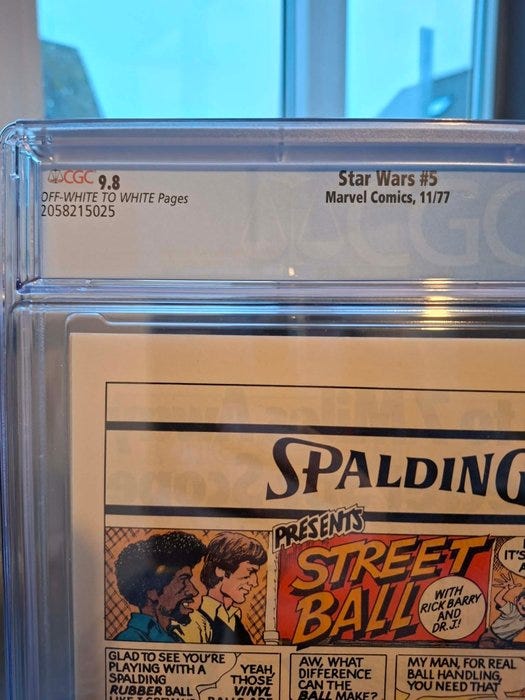 CGC 9.8
OFF-WHITE TO WHITE Pages
2058215025
Star Wars #5
Marvel Comics, 11/77
CGC
SPALDING
PRESENTS
STREET
BALL
WITH
RICK BARRY
AND
DR. J!
IT'S
GLAD TO SEE YOU'RE
PLAYING WITH A
SPALDING
RUBBER BALL
YEAH,
THOSE
VINYL
AW, WHAT
DIFFERENCE
CAN THE
BALL MAKE?
MY MAN, FOR REAL
BALL HANDLING,
YOU NEED THAT